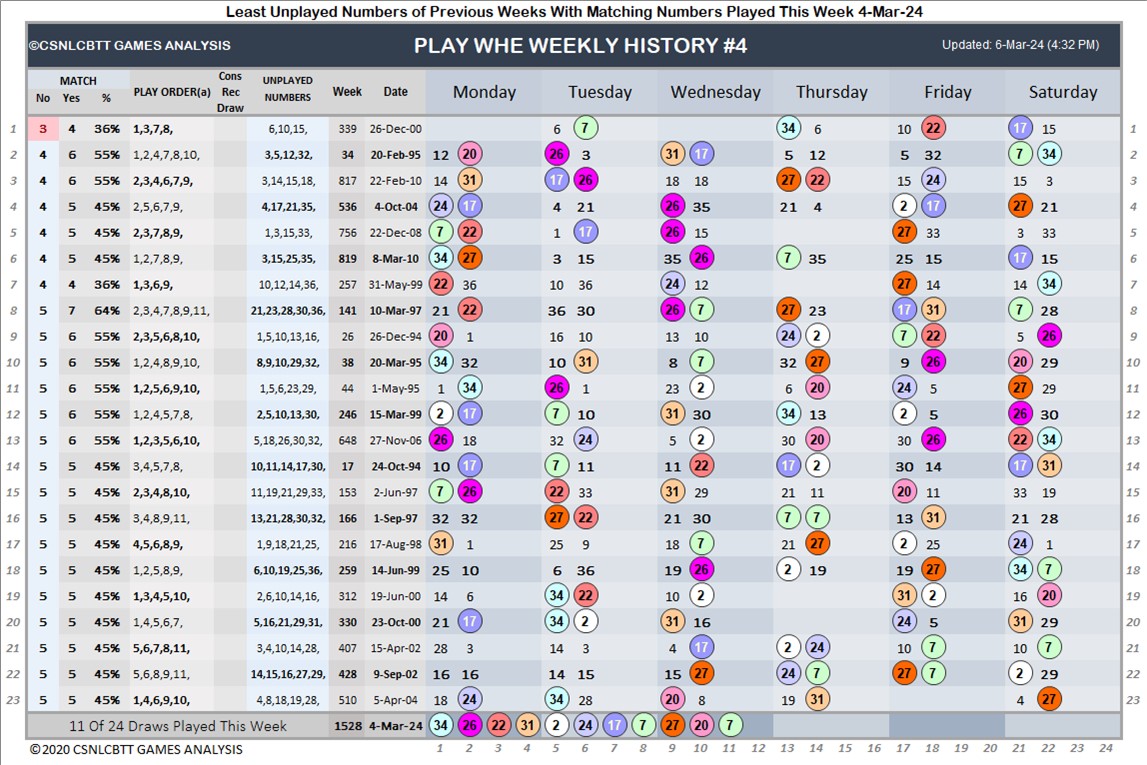 Least Unplayed Numbers of Previous Weeks With Matching Numbers Played This Week 4-Mar-24
©CSNLCBTT GAMES ANALYSIS PLAY WHE WEEKLY HISTORY #4 Updated: 6-Mar-24 (4:32 PM)
MATCH Cons
No Yes % PLAY ORDER(a) Rec UNPLAYED Week Date Monday Tuesday Wednesday Thursday Friday Saturday
Draw NUMBERS
1 3 4 36% 1,3,7,8, 6,10,15, 339 26-Dec-00 6 7 34 6 10 22 17 15 1
2 4 6 55% 1,2,4,7,8,10, 3,5,12,32, 34 20-Feb-95 12 20 26 3 31 17 5 12 5 32 7 34 2
3 4 6 55% 2,3,4,6,7,9, 3,14,15,18, 817 22-Feb-10 14 31 17 26 18 18 27 22 15 24 15 3 3
4 4 5 45% 2,5,6,7,9, 4,17,21,35, 536 4-Oct-04 24 17 4 21 26 35 21 4 2 17 27 21 4
5 4 5 45% 2,3,7,8,9, 1,3,15,33, 756 22-Dec-08 7 22 1 17 26 15 27 33 3 33 5
6 4 5 45% 1,2,7,8,9, 3,15,25,35, 819 8-Mar-10 34 27 3 15 35 26 7 35 25 15 17 15 6
7 4 4 36% 1,3,6,9, 10,12,14,36, 257 31-May-99 22 36 10 36 24 12 27 14 14 34 7
8 5 7 64% 2,3,4,7,8,9,11, 21,23,28,30,36, 141 10-Mar-97 21 22 36 30 26 7 27 23 17 31 7 28 8
9 5 6 55% 2,3,5,6,8,10, 1,5,10,13,16, 26 26-Dec-94 20 1 16 10 13 10 24 2 7 22 5 26 9
10 5 6 55% 1,2,4,8,9,10, 8,9,10,29,32, 38 20-Mar-95 34 32 10 31 8 7 32 27 9 26 20 29 10
11 5 6 55% 1,2,5,6,9,10, 1,5,6,23,29, 44 1-May-95 1 34 26 1 23 2 6 20 24 5 27 29 11
12 5 6 55% 1,2,4,5,7,8, 2,5,10,13,30, 246 15-Mar-99 2 17 7 10 31 30 34 13 2 5 26 30 12
13 5 6 55% 1,2,3,5,6,10, 5,18,26,30,32, 648 27-Nov-06 26 18 32 24 5 2 30 20 30 26 22 34 13
14 5 5 45% 3,4,5,7,8, 10,11,14,17,30, 17 24-Oct-94 10 17 7 11 11 22 17 2 30 14 17 31 14
15 5 5 45% 2,3,4,8,10, 11,19,21,29,33, 153 2-Jun-97 7 26 22 33 31 29 21 11 20 11 33 19 15
16 5 5 45% 3,4,8,9,11, 13,21,28,30,32, 166 1-Sep-97 32 32 27 22 21 30 7 7 13 31 21 28 16
17 5 5 45% 4,5,6,8,9, 1,9,18,21,25, 216 17-Aug-98 31 1 25 9 18 7 21 27 2 25 24 1 17
18 5 5 45% 1,2,5,8,9, 6,10,19,25,36, 259 14-Jun-99 25 10 6 36 19 26 2 19 19 27 34 7 18
19 5 5 45% 1,3,4,5,10, 2,6,10,14,16, 312 19-Jun-00 14 6 34 22 10 2 31 2 16 20 19
20 5 5 45% 1,4,5,6,7, 5,16,21,29,31, 330 23-Oct-00 21 17 34 2 31 16 24 5 31 29 20
21 5 5 45% 5,6,7,8,11, 3,4,10,14,28, 407 15-Apr-02 28 3 14 3 4 17 2 24 10 7 10 7 21
22 5 5 45% 5,6,8,9,11, 14,15,16,27,29, 428 9-Sep-02 16 16 14 15 15 27 24 7 27 7 2 29 22
23 5 5 45% 1,4,6,9,10, 4,8,18,19,28, 510 5-Apr-04 18 24 34 28 20 8 19 31 4 27 23
11 Of 24 Draws Played This Week 1528 4-Mar-24 34 26 22 31 2 24 17 7 27 20 7
©2020 CSNLCBTT GAMES ANALYSIS 1 2 3 4 5 6 7 8 9 10 11 12 13 14 15 16 17 18 19 20 21 22 23 24